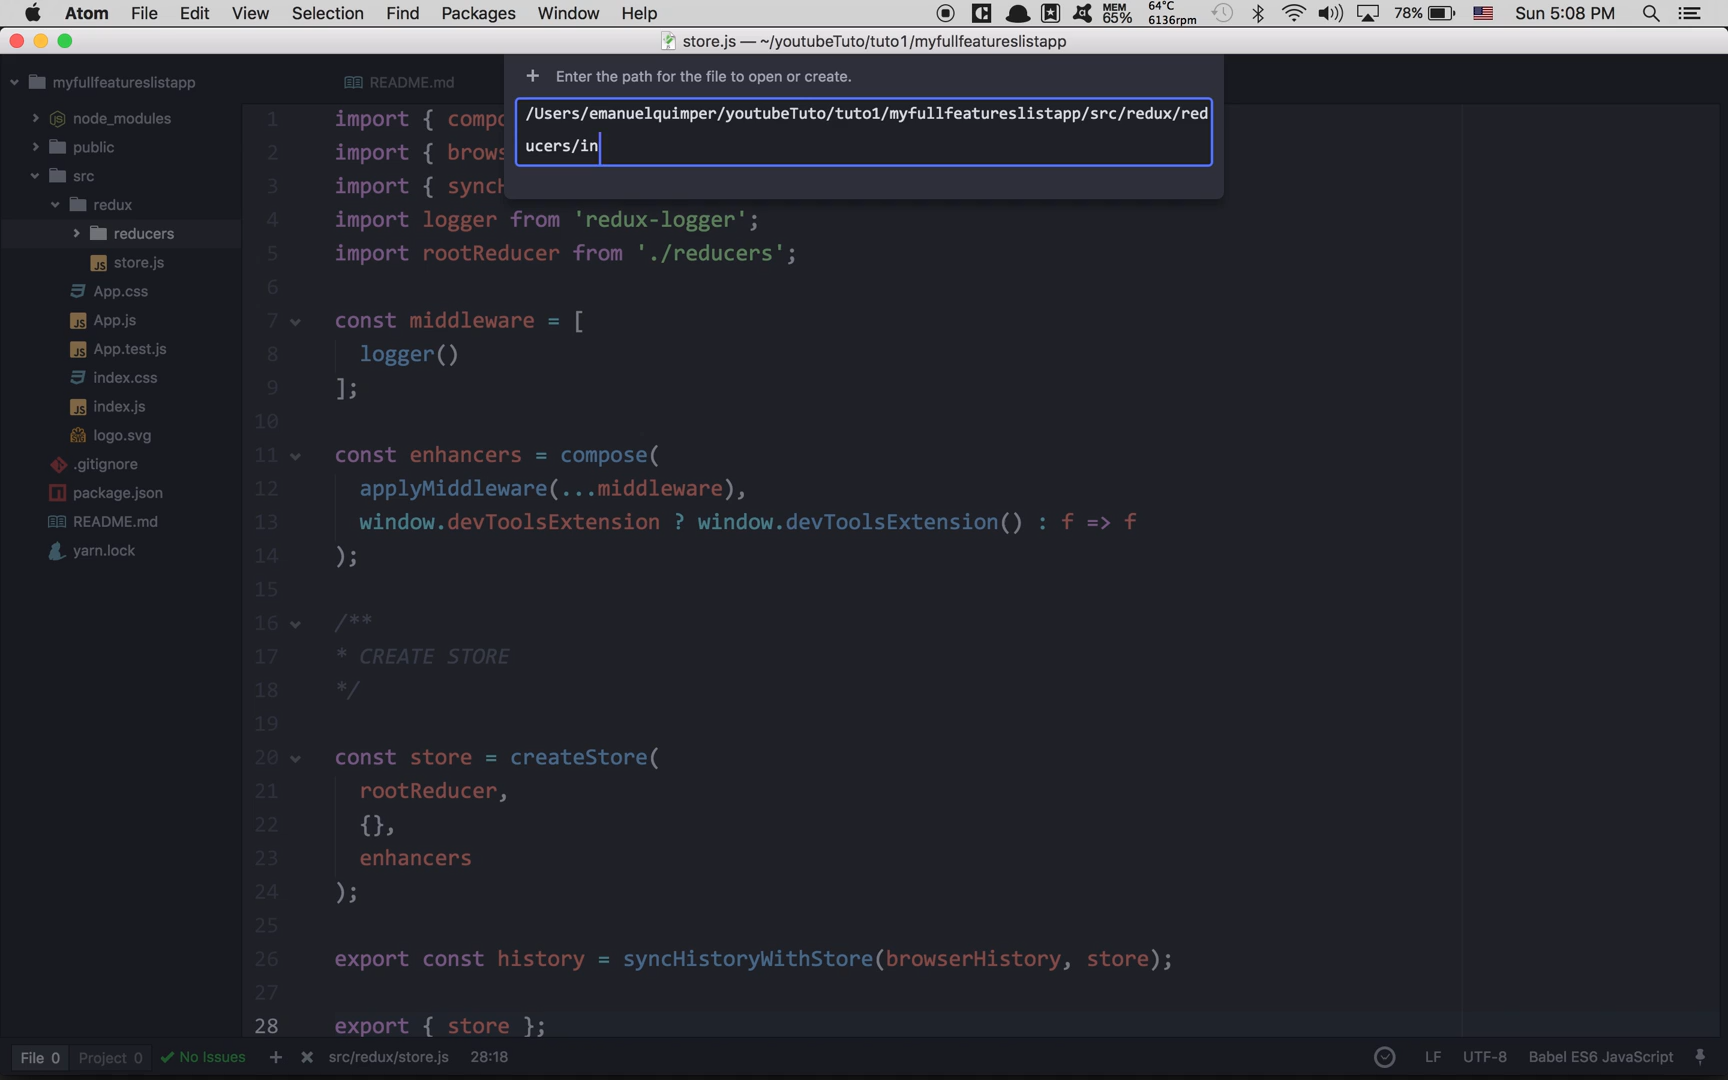 Atom File Edit View Selection Find Packages Window Help MEM 65% 64°C 6136rpm 78% Sun 5:08 PM
store.js — ~/youtubeTuto/tuto1/myfullfeatureslistapp
myfullfeatureslistapp
node_modules
public
src
redux
reducers
store.js
App.css
App.js
App.test.js
index.css
index.js
logo.svg
.gitignore
package.json
README.md
yarn.lock
README.md
+ Enter the path for the file to open or create.
/Users/emanuelquimper/youtubeTuto/tuto1/myfullfeatureslistapp/src/redux/red
ucers/in
1 import { compo
2 import { brows
3 import { syncH
4 import logger from 'redux-logger';
5 import rootReducer from './reducers';
6
7 const middleware = [
8 logger()
9 ];
10
11 const enhancers = compose(
12 applyMiddleware(...middleware),
13 window.devToolsExtension ? window.devToolsExtension() : f => f
14 );
15
16 /**
17 * CREATE STORE
18 */
19
20 const store = createStore(
21 rootReducer,
22 {},
23 enhancers
24 );
25
26 export const history = syncHistoryWithStore(browserHistory, store);
27
28 export { store };
File 0 Project 0 No Issues + src/redux/store.js 28:18 LF UTF-8 Babel ES6 JavaScript